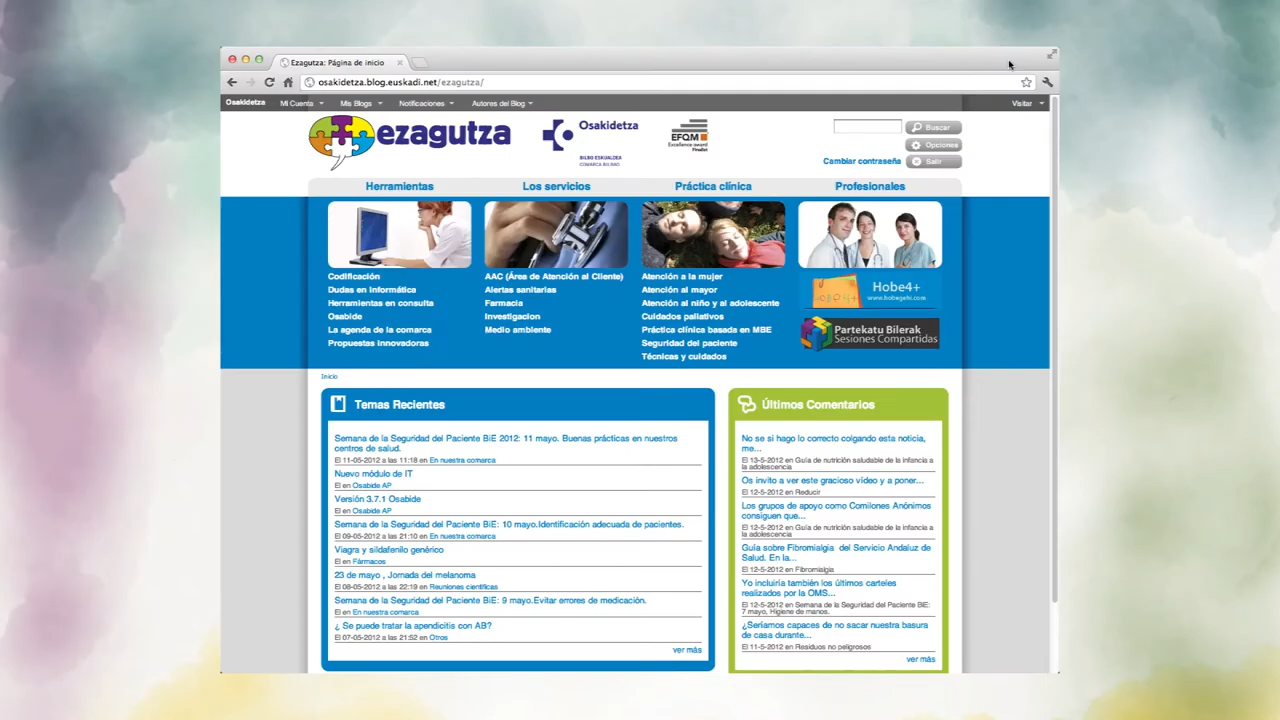 Ezagutza: Página de inicio
osakidetza.blog.euskadi.net/ezagutza/
Osakidetza Mi Cuenta Mis Blogs Notificaciones Autores del Blog Visitar
ezagutza
Osakidetza
BILBO ESKUALDEA
COMARCA BILBAO
EFQM
Excellence award
Finalist
Buscar
Opciones
Cambiar contraseña Salir
Herramientas Los servicios Práctica clínica Profesionales
Codificación
Dudas en informática
Herramientas en consulta
Osabide
La agenda de la comarca
Propuestas innovadoras
AAC (Área de Atención al Cliente)
Alertas sanitarias
Farmacia
Investigacion
Medio ambiente
Atención a la mujer
Atención al mayor
Atención al niño y al adolescente
Cuidados paliativos
Práctica clínica basada en MBE
Seguridad del paciente
Técnicas y cuidados
HOBE4+
Hobe4+
www.hobegehi.com
Partekatu Bilerak
Sesiones Compartidas
Inicio
Temas Recientes
Semana de la Seguridad del Paciente BiE 2012: 11 mayo. Buenas prácticas en nuestros
centros de salud.
El 11-05-2012 a las 11:18 en En nuestra comarca
Nuevo módulo de IT
El en Osabide AP
Versión 3.7.1 Osabide
El en Osabide AP
Semana de la Seguridad del Paciente BiE: 10 mayo.Identificación adecuada de pacientes.
El 09-05-2012 a las 21:10 en En nuestra comarca
Viagra y sildafenilo genérico
El en Fármacos
23 de mayo , Jornada del melanoma
El 08-05-2012 a las 22:19 en Reuniones científicas
Semana de la Seguridad del Paciente BiE: 9 mayo.Evitar errores de medicación.
El en En nuestra comarca
¿ Se puede tratar la apendicitis con AB?
El 07-05-2012 a las 21:52 en Otros
ver más
Últimos Comentarios
No se si hago lo correcto colgando esta noticia,
me...
El 13-5-2012 en Guía de nutrición saludable de la infancia a
la adolescencia
Os invito a ver este gracioso vídeo y a poner...
El 12-5-2012 en Reducir
Los grupos de apoyo como Comilones Anónimos
consiguen que...
El 12-5-2012 en Guía de nutrición saludable de la infancia a
la adolescencia
Guía sobre Fibromialgia del Servicio Andaluz de
Salud. En la...
El 12-5-2012 en Fibromialgia
Yo incluiría también los últimos carteles
realizados por la OMS...
El 12-5-2012 en Semana de la Seguridad del Paciente BiE:
7 mayo, Higiene de manos.
¿Seríamos capaces de no sacar nuestra basura
de casa durante...
El 11-5-2012 en Residuos no peligrosos
ver más